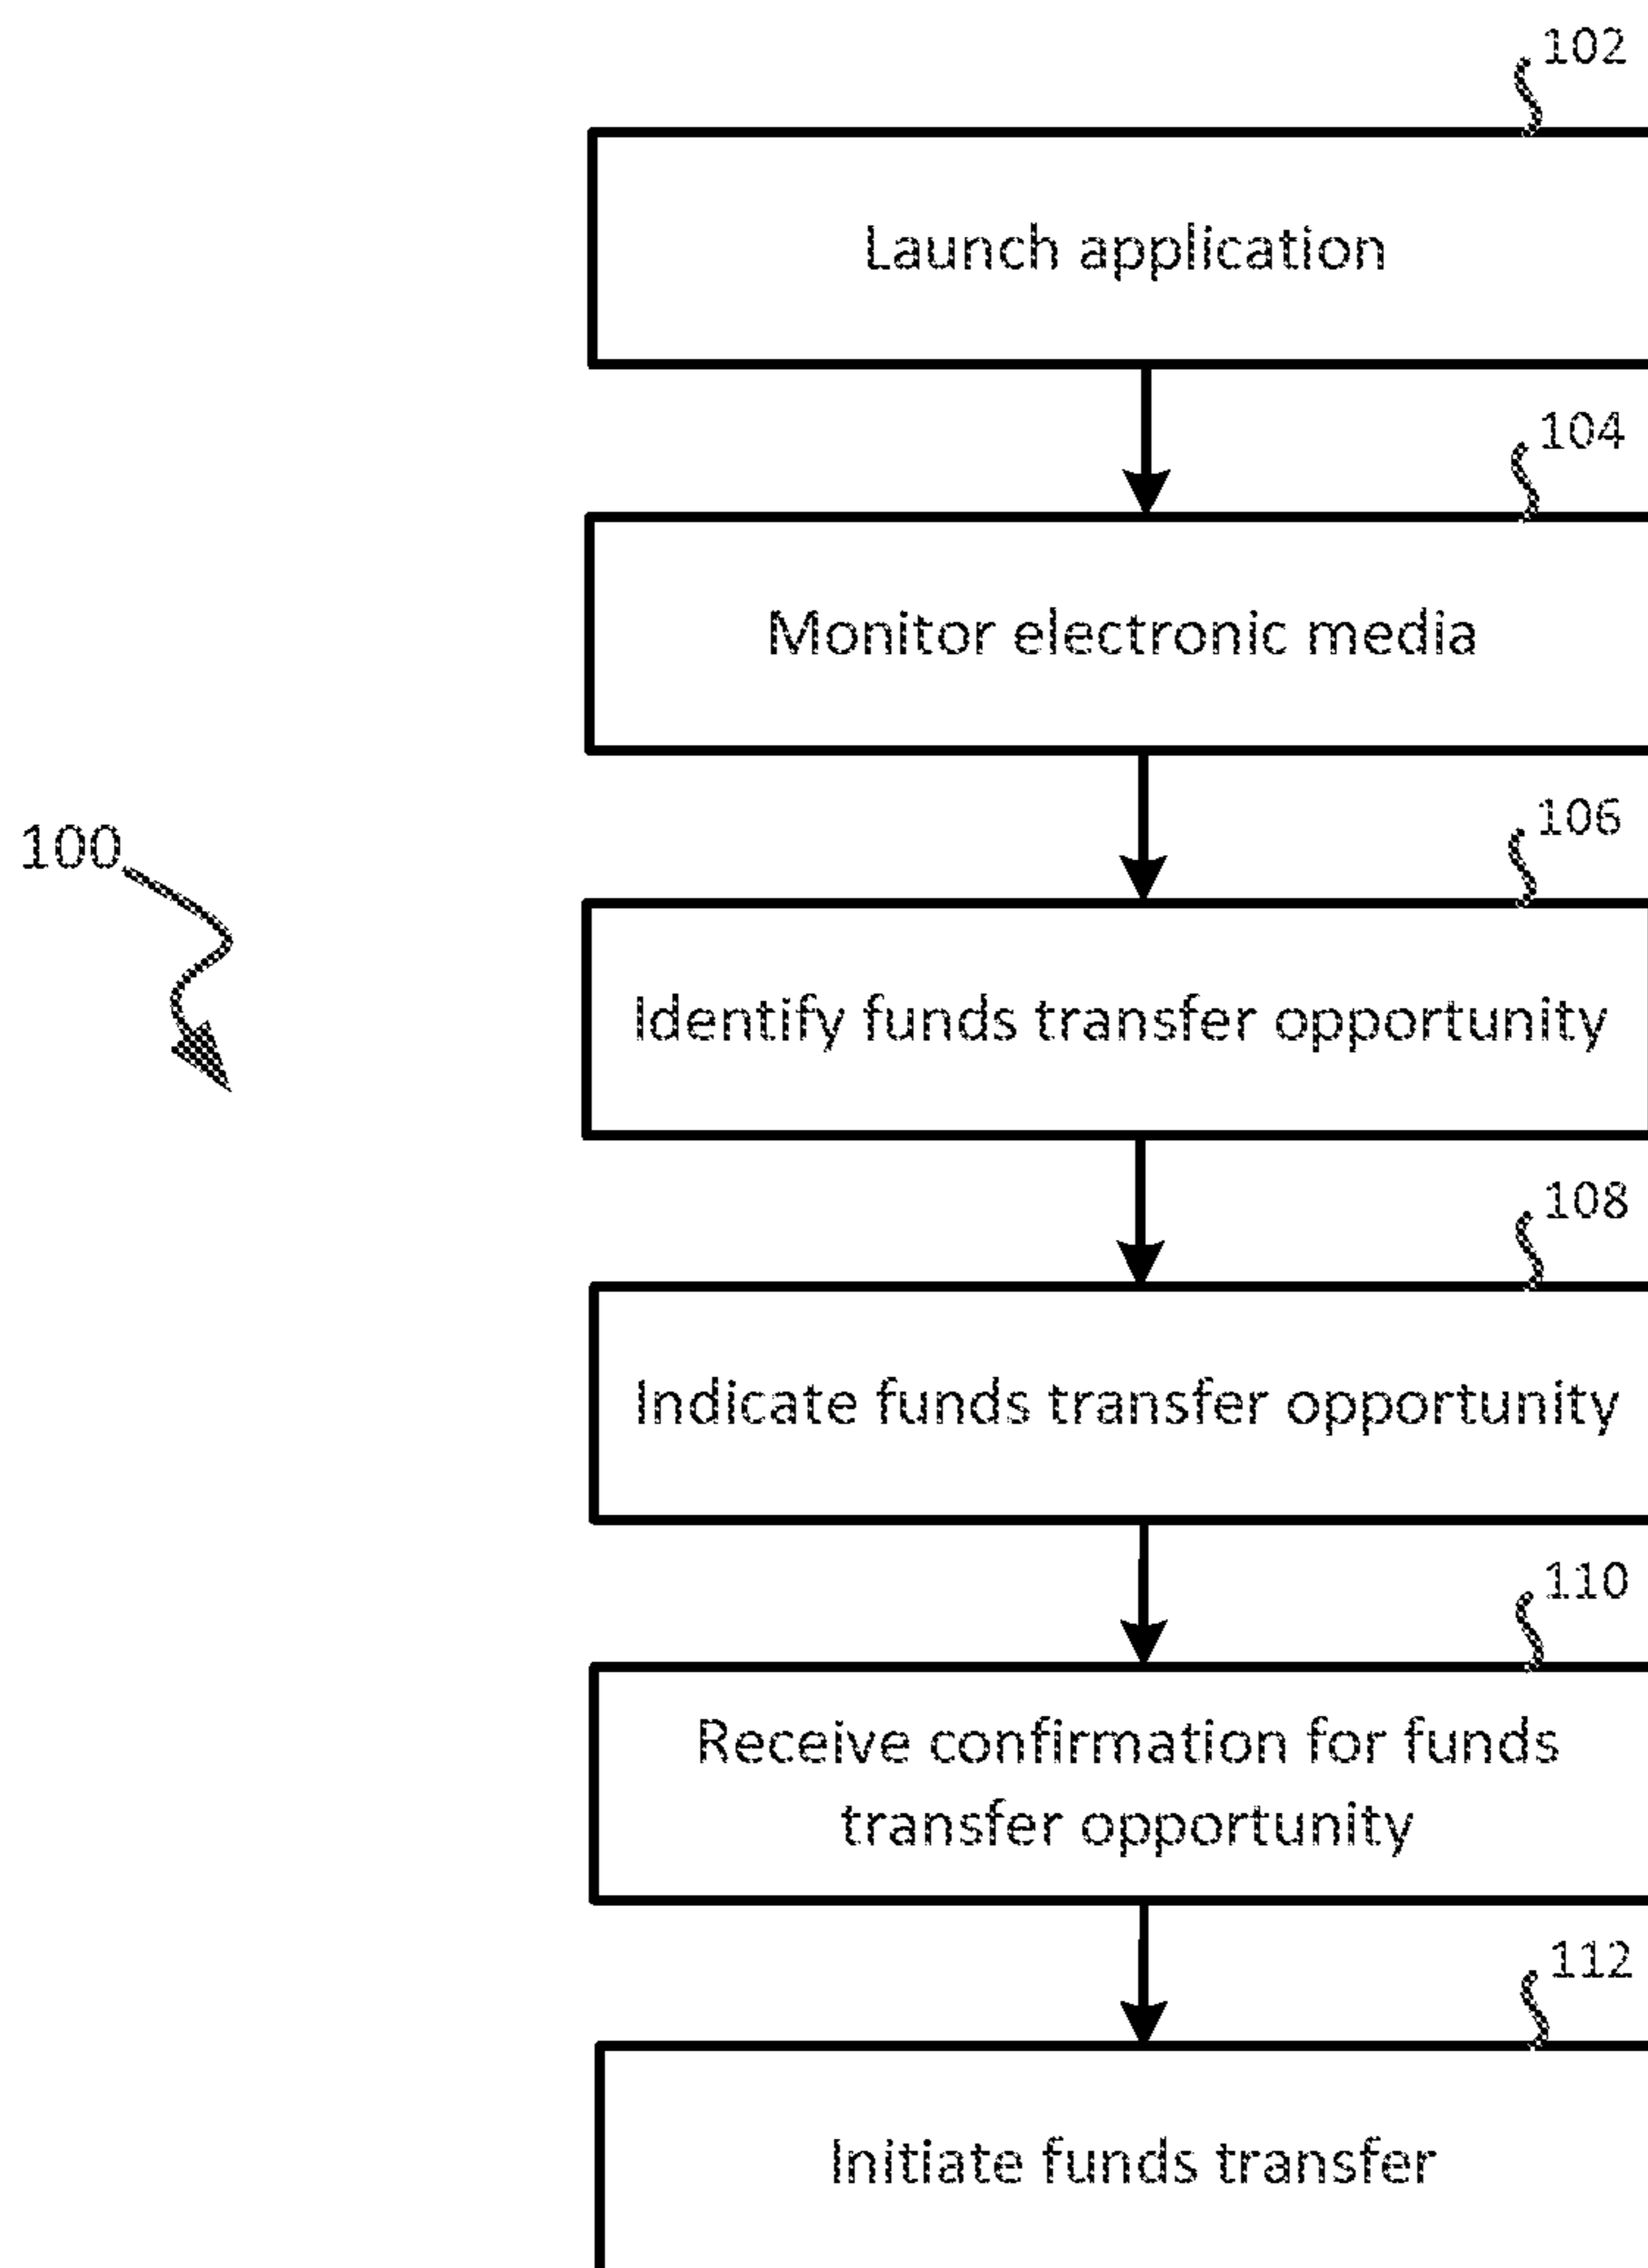 102
Launch application
104
Monitor electronic media
106
100
Identify funds transfer opportunity
108
Indicate funds transfer opportunity
110
Receive confirmation for funds
transfer opportunity
112
Initiate funds transfer